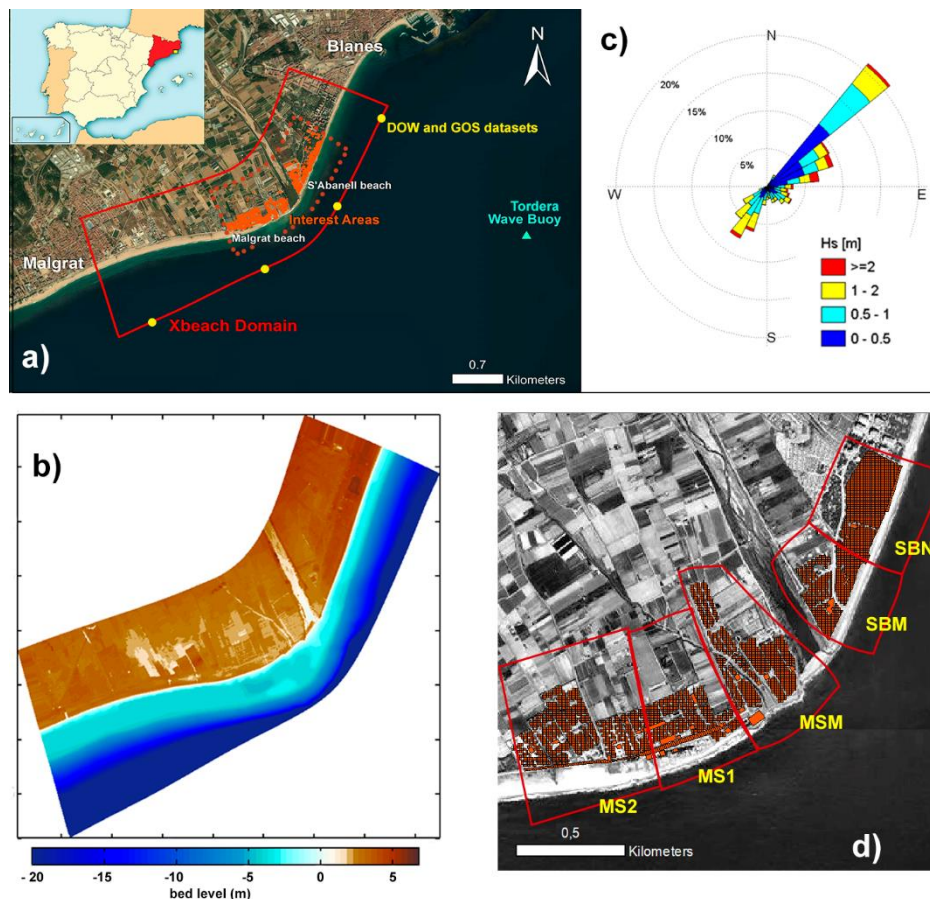 a)
Blanes
N
DOW and GOS datasets
S'Abanell beach
Interest Areas
Malgrat beach
Tordera
Wave Buoy
Malgrat
Xbeach Domain
0.7
Kilometers
c)
N
20%
15%
10%
5%
W
E
S
Hs [m]
>=2
1 - 2
0.5 - 1
0 - 0.5
b)
- 20
-15
-10
-5
0
5
bed level (m)
SBN
SBM
MSM
MS1
MS2
0,5
Kilometers
d)